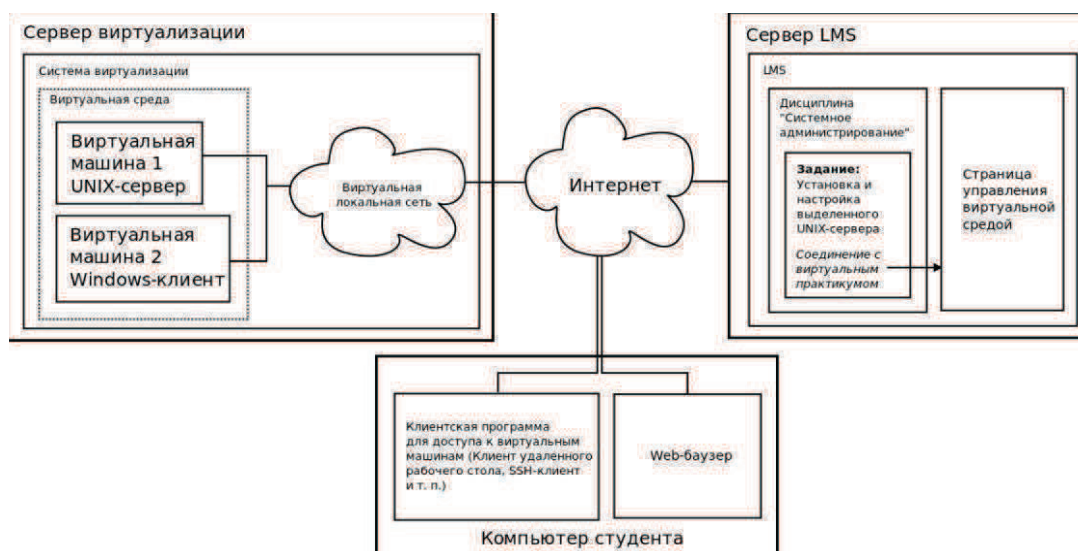 Сервер виртуализации
Система виртуализации
Виртуальная среда
Виртуальная
машина 1
UNIX-сервер
Виртуальная
машина 2
Windows-клиент
Виртуальная
локальная сеть
Интернет
Сервер LMS
LMS
Дисциплина
"Системное
администрирование"
Задание:
Установка и
настройка
выделенного
UNIX-сервера
Соединение с
виртуальным
практикумом
Страница
управления
виртуальной
средой
Клиентская программа
для доступа к виртуальным
машинам (Клиент удаленного
рабочего стола, SSH-клиент
и т. п.)
Web-баузер
Компьютер студента